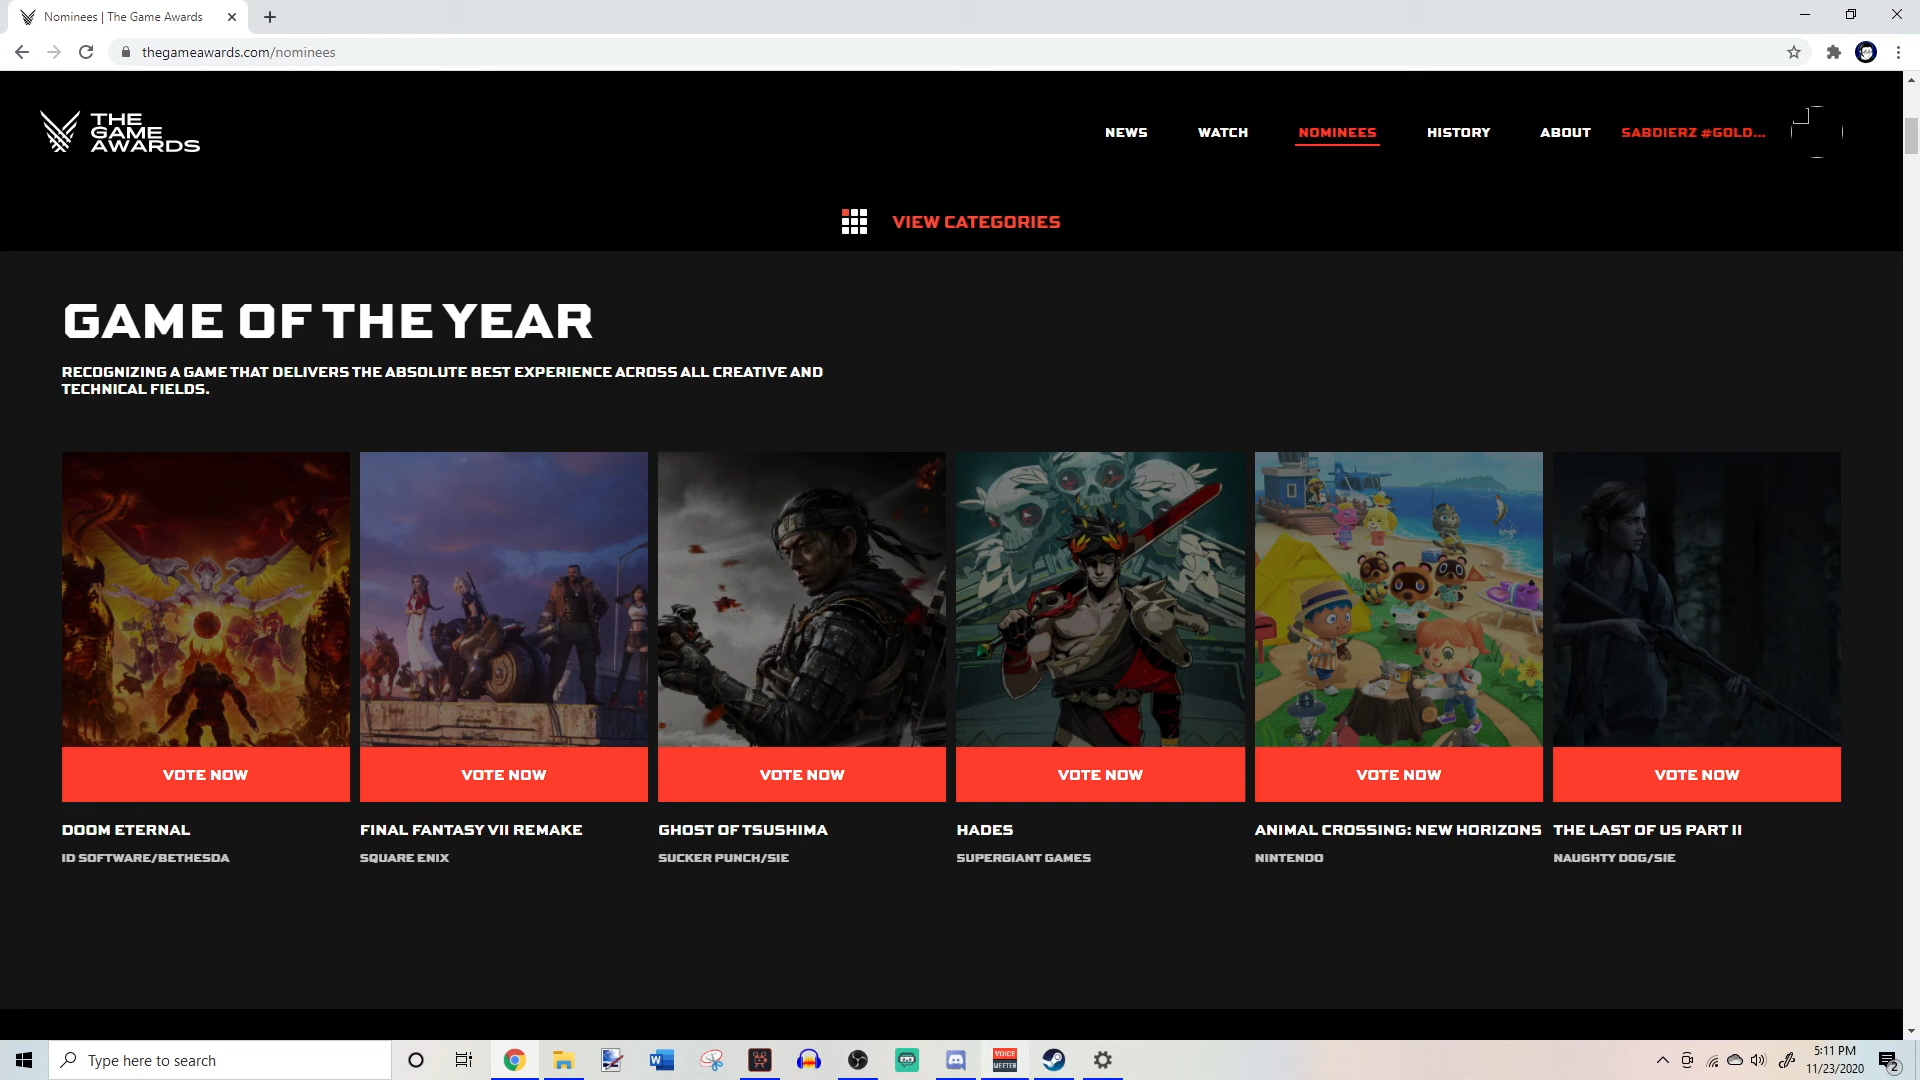 Nominees | The Game Awards
thegameawards.com/nominees
THE
GAME
AWARDS
NEWS
WATCH
NOMINEES
HISTORY
ABOUT
SABDIERZ #GOLD...
VIEW CATEGORIES
GAME OF THE YEAR
RECOGNIZING A GAME THAT DELIVERS THE ABSOLUTE BEST EXPERIENCE ACROSS ALL CREATIVE AND
TECHNICAL FIELDS.
VOTE NOW
VOTE NOW
VOTE NOW
VOTE NOW
VOTE NOW
VOTE NOW
DOOM ETERNAL
FINAL FANTASY VII REMAKE
GHOST OF TSUSHIMA
HADES
ANIMAL CROSSING: NEW HORIZONS
THE LAST OF US PART II
ID SOFTWARE/BETHESDA
SQUARE ENIX
SUCKER PUNCH/SIE
SUPERGIANT GAMES
NINTENDO
NAUGHTY DOG/SIE
Type here to search
W
VOICE
MEETER
5:11 PM
11/23/2020
2